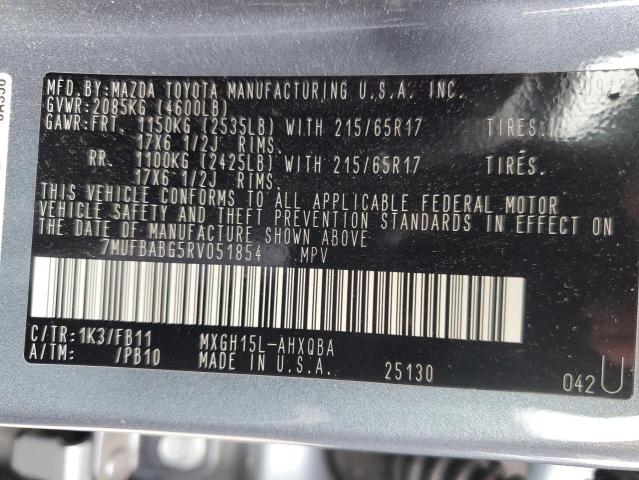 MFD.BY:MAZDA TOYOTA MANUFACTURING U.S.A. INC.
GVWR:2085KG (4600LB)
GAWR:FRT. 1150KG (2535LB) WITH 215/65R17 TIRES.
17X6 1/2J RIMS.
RR. 1100KG (2425LB) WITH 215/65R17 TIRES.
17X6 1/2J RIMS.
THIS VEHICLE CONFORMS TO ALL APPLICABLE FEDERAL MOTOR
VEHICLE SAFETY AND THEFT PREVENTION STANDARDS IN EFFECT ON
THE DATE OF MANUFACTURE SHOWN ABOVE
7MUFBABG5RV051854 MPV
C/TR:1K3/FB11 MXGH15L-AHXQBA
A/TM: /PB10 MADE IN U.S.A. 25130 042 U